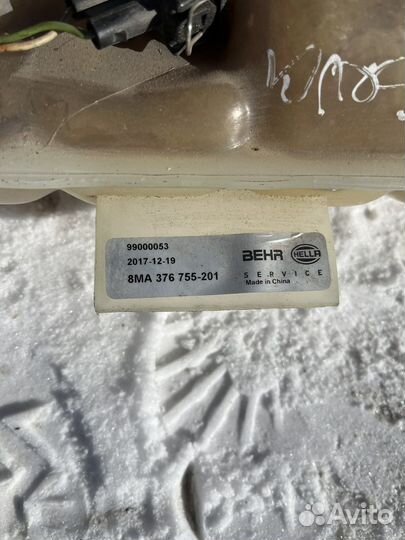 99000053
2017-12-19
8MA 376 755-201
BEHR HELLA
SERVICE
Made in China
Avito